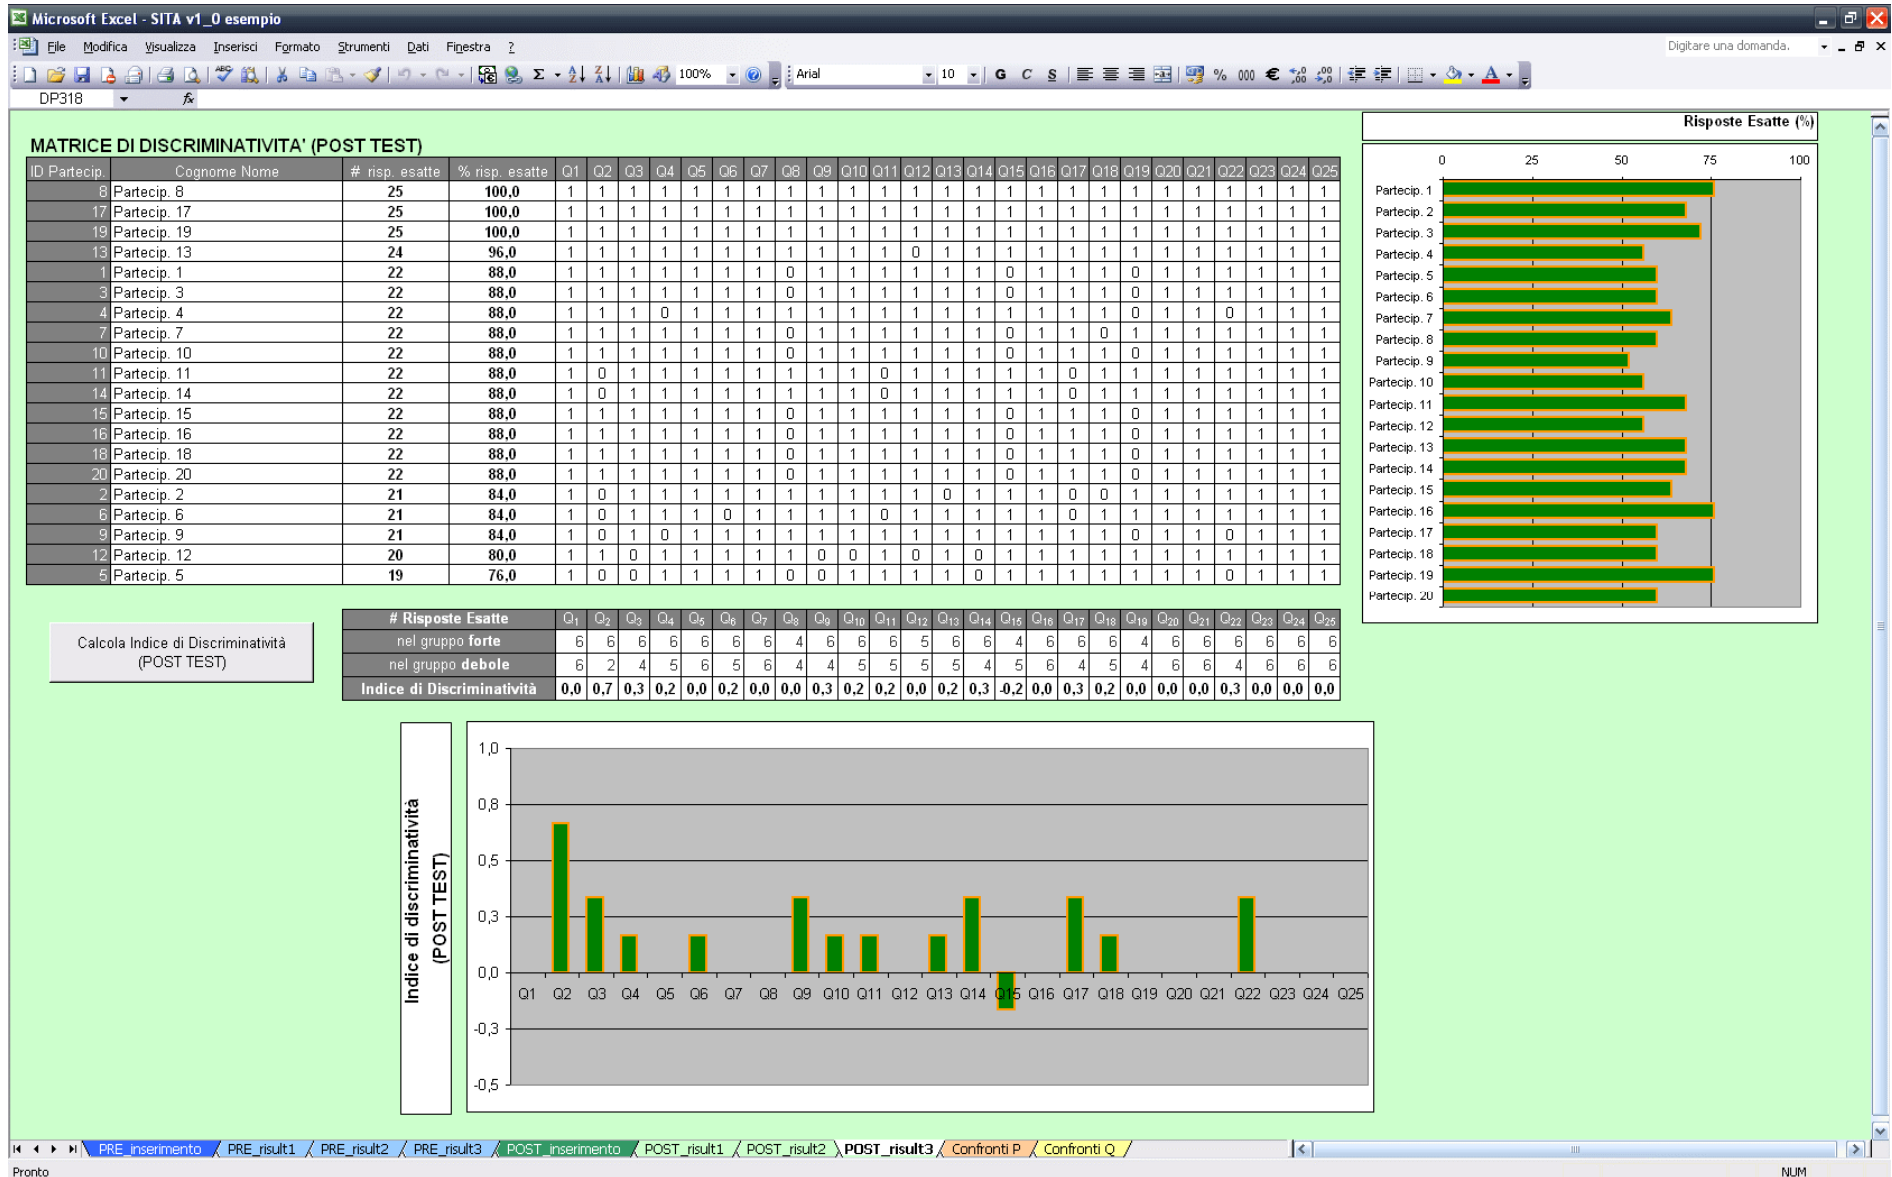 Microsoft Excel - SITA v1_0 esempio
File Modifica Visualizza Inserisci Formato Strumenti Dati Finestra ? Digitare una domanda.
100% Arial 10 G C S % 000 €
DP318 fx
MATRICE DI DISCRIMINATIVITA' (POST TEST)
ID Partecip. Cognome Nome # risp. esatte % risp. esatte Q1 Q2 Q3 Q4 Q5 Q6 Q7 Q8 Q9 Q10 Q11 Q12 Q13 Q14 Q15 Q16 Q17 Q18 Q19 Q20 Q21 Q22 Q23 Q24 Q25
8 Partecip. 8 25 100,0 1 1 1 1 1 1 1 1 1 1 1 1 1 1 1 1 1 1 1 1 1 1 1 1 1
17 Partecip. 17 25 100,0 1 1 1 1 1 1 1 1 1 1 1 1 1 1 1 1 1 1 1 1 1 1 1 1 1
19 Partecip. 19 25 100,0 1 1 1 1 1 1 1 1 1 1 1 1 1 1 1 1 1 1 1 1 1 1 1 1 1
13 Partecip. 13 24 96,0 1 1 1 1 1 1 1 1 1 1 1 0 1 1 1 1 1 1 1 1 1 1 1 1 1
1 Partecip. 1 22 88,0 1 1 1 1 1 1 1 0 1 1 1 1 1 1 0 1 1 1 0 1 1 1 1 1 1
3 Partecip. 3 22 88,0 1 1 1 1 1 1 1 0 1 1 1 1 1 1 0 1 1 1 0 1 1 1 1 1 1
4 Partecip. 4 22 88,0 1 1 1 0 1 1 1 1 1 1 1 1 1 1 1 1 1 1 0 1 1 0 1 1 1
7 Partecip. 7 22 88,0 1 1 1 1 1 1 1 0 1 1 1 1 1 1 0 1 1 0 1 1 1 1 1 1 1
10 Partecip. 10 22 88,0 1 1 1 1 1 1 1 0 1 1 1 1 1 1 0 1 1 1 0 1 1 1 1 1 1
11 Partecip. 11 22 88,0 1 0 1 1 1 1 1 1 1 1 0 1 1 1 1 1 0 1 1 1 1 1 1 1 1
14 Partecip. 14 22 88,0 1 0 1 1 1 1 1 1 1 1 0 1 1 1 1 1 0 1 1 1 1 1 1 1 1
15 Partecip. 15 22 88,0 1 1 1 1 1 1 1 0 1 1 1 1 1 1 0 1 1 1 0 1 1 1 1 1 1
16 Partecip. 16 22 88,0 1 1 1 1 1 1 1 0 1 1 1 1 1 1 0 1 1 1 0 1 1 1 1 1 1
18 Partecip. 18 22 88,0 1 1 1 1 1 1 1 0 1 1 1 1 1 1 0 1 1 1 0 1 1 1 1 1 1
20 Partecip. 20 22 88,0 1 1 1 1 1 1 1 0 1 1 1 1 1 1 0 1 1 1 0 1 1 1 1 1 1
2 Partecip. 2 21 84,0 1 0 1 1 1 1 1 1 1 1 1 1 0 1 1 1 0 0 1 1 1 1 1 1 1
6 Partecip. 6 21 84,0 1 0 1 1 1 0 1 1 1 1 0 1 1 1 1 1 0 1 1 1 1 1 1 1 1
9 Partecip. 9 21 84,0 1 0 1 0 1 1 1 1 1 1 1 1 1 1 1 1 1 1 0 1 1 0 1 1 1
12 Partecip. 12 20 80,0 1 1 0 1 1 1 1 1 0 0 1 0 1 0 1 1 1 1 1 1 1 1 1 1 1
5 Partecip. 5 19 76,0 1 0 0 1 1 1 1 0 0 1 1 1 1 0 1 1 1 1 1 1 1 0 1 1 1
Risposte Esatte (%)
0 25 50 75 100
Partecip. 1
Partecip. 2
Partecip. 3
Partecip. 4
Partecip. 5
Partecip. 6
Partecip. 7
Partecip. 8
Partecip. 9
Partecip. 10
Partecip. 11
Partecip. 12
Partecip. 13
Partecip. 14
Partecip. 15
Partecip. 16
Partecip. 17
Partecip. 18
Partecip. 19
Partecip. 20
Calcola Indice di Discriminatività
(POST TEST)
# Risposte Esatte Q1 Q2 Q3 Q4 Q5 Q6 Q7 Q8 Q9 Q10 Q11 Q12 Q13 Q14 Q15 Q16 Q17 Q18 Q19 Q20 Q21 Q22 Q23 Q24 Q25
nel gruppo forte 6 6 6 6 6 6 6 4 6 6 6 5 6 6 4 6 6 6 4 6 6 6 6 6 6
nel gruppo debole 6 2 4 5 6 5 6 4 4 5 5 5 5 4 5 6 4 5 4 6 6 4 6 6 6
Indice di Discriminatività 0,0 0,7 0,3 0,2 0,0 0,2 0,0 0,0 0,3 0,2 0,2 0,0 0,2 0,3 -0,2 0,0 0,3 0,2 0,0 0,0 0,0 0,3 0,0 0,0 0,0
Indice di discriminatività
(POST TEST)
1,0
0,8
0,5
0,3
0,0
Q1 Q2 Q3 Q4 Q5 Q6 Q7 Q8 Q9 Q10 Q11 Q12 Q13 Q14 Q15 Q16 Q17 Q18 Q19 Q20 Q21 Q22 Q23 Q24 Q25
-0,3
-0,5
PRE_inserimento PRE_risult1 PRE_risult2 PRE_risult3 POST_inserimento POST_risult1 POST_risult2 POST_risult3 Confronti P Confronti Q
Pronto NUM